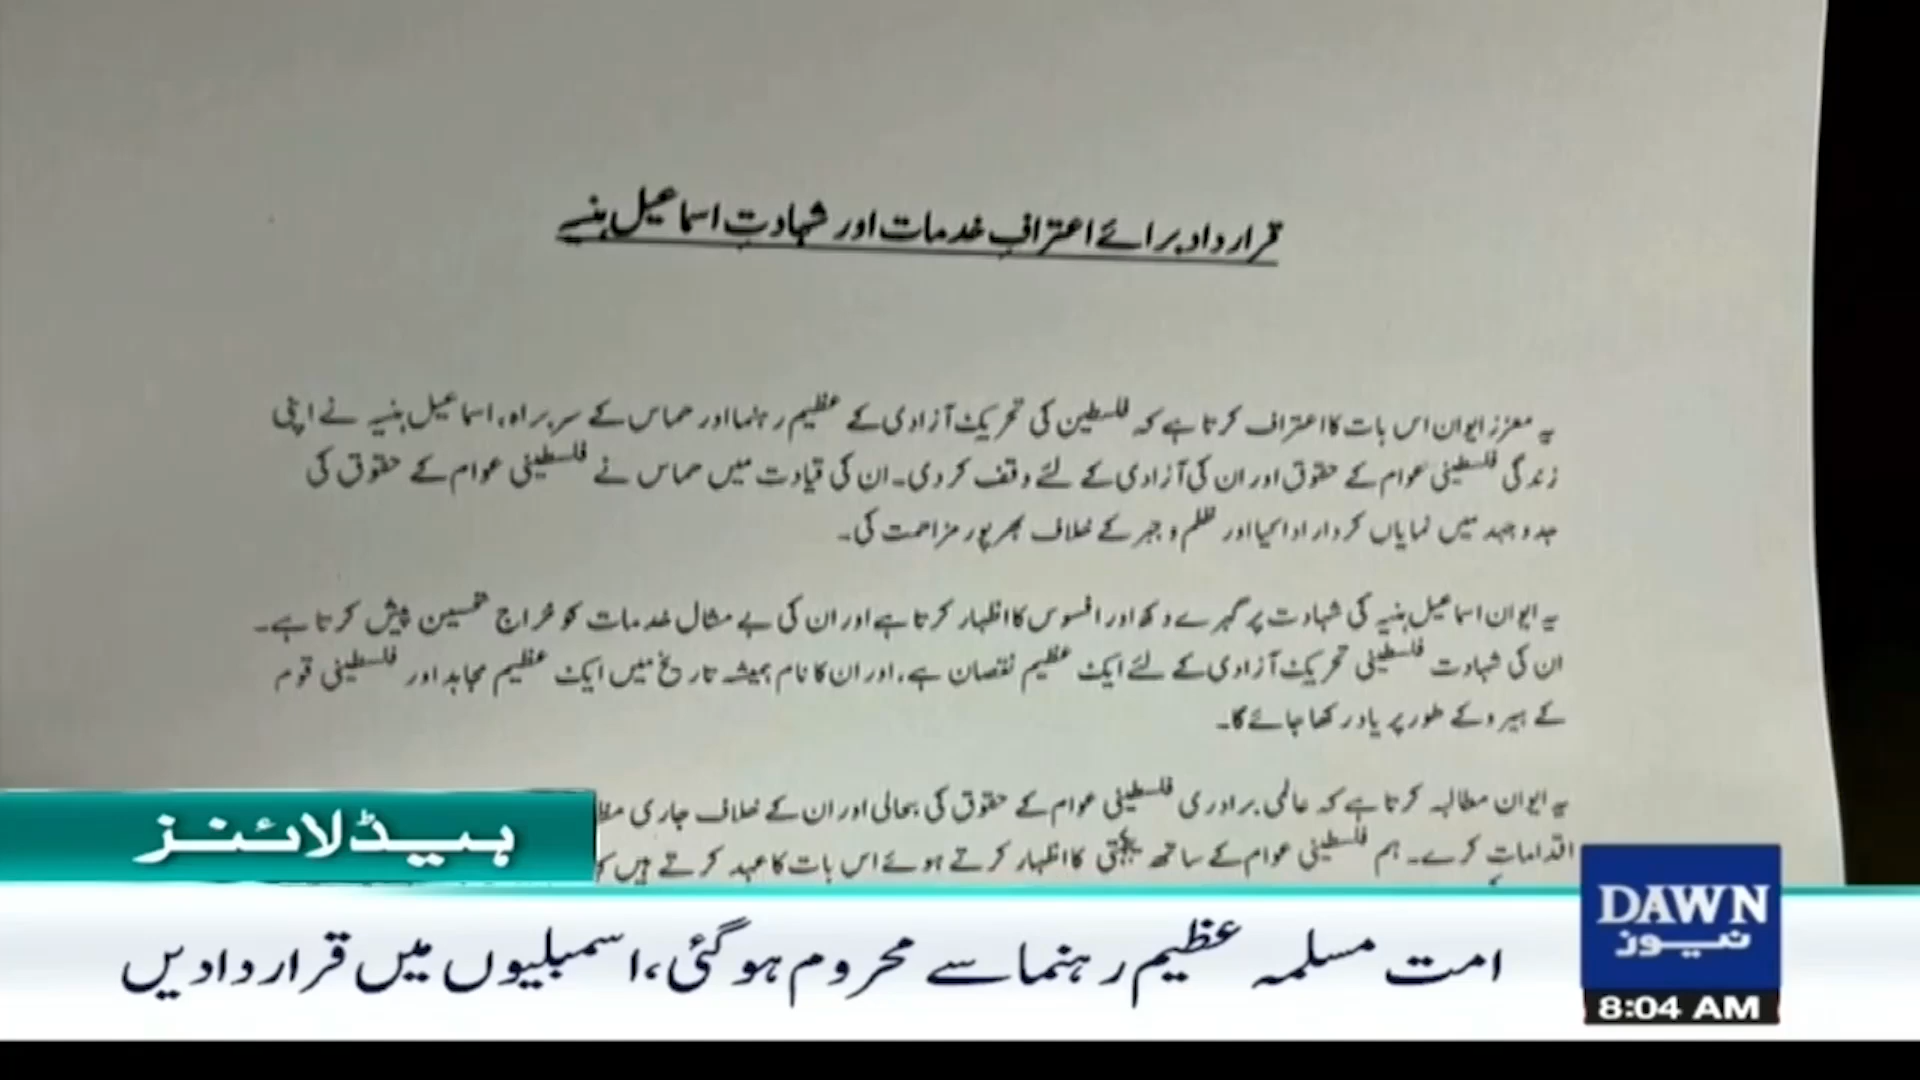 قرارداد برائے اعترافِ خدمات اور شہادتِ اسماعیل ہنیہ
یہ معزز ایوان اس بات کا اعتراف کرتا ہے کہ فلسطین کی تحریک آزادی کے عظیم رہنما اور حماس کے سربراہ، اسماعیل ہنیہ نے اپنی
زندگی فلسطینی عوام کے حقوق اور ان کی آزادی کے لئے وقف کر دی۔ ان کی قیادت میں حماس نے فلسطینی عوام کے حقوق کی
جدوجہد میں نمایاں کردار ادا کیا اور ظلم و جبر کے خلاف بھرپور مزاحمت کی۔
یہ ایوان اسماعیل ہنیہ کی شہادت پر گہرے دکھ اور افسوس کا اظہار کرتا ہے اور ان کی بے مثال خدمات کو خراج تحسین پیش کرتا ہے۔
ان کی شہادت فلسطینی تحریک آزادی کے لئے ایک عظیم نقصان ہے، اور ان کا نام ہمیشہ تاریخ میں ایک عظیم مجاہد اور فلسطینی قوم
کے ہیرو کے طور پر یاد رکھا جائے گا۔
یہ ایوان مطالبہ کرتا ہے کہ عالمی برادری فلسطینی عوام کے حقوق کی بحالی اور ان کے خلاف جاری
اقدامات کرے۔ ہم فلسطینی عوام کے ساتھ یکجہتی کا اظہار کرتے ہوئے اس بات کا عہد کرتے ہیں
ہیڈلائنز
امت مسلمہ عظیم رہنما سے محروم ہوگئی، اسمبلیوں میں قراردادیں
DAWN
نیوز
8:04 AM